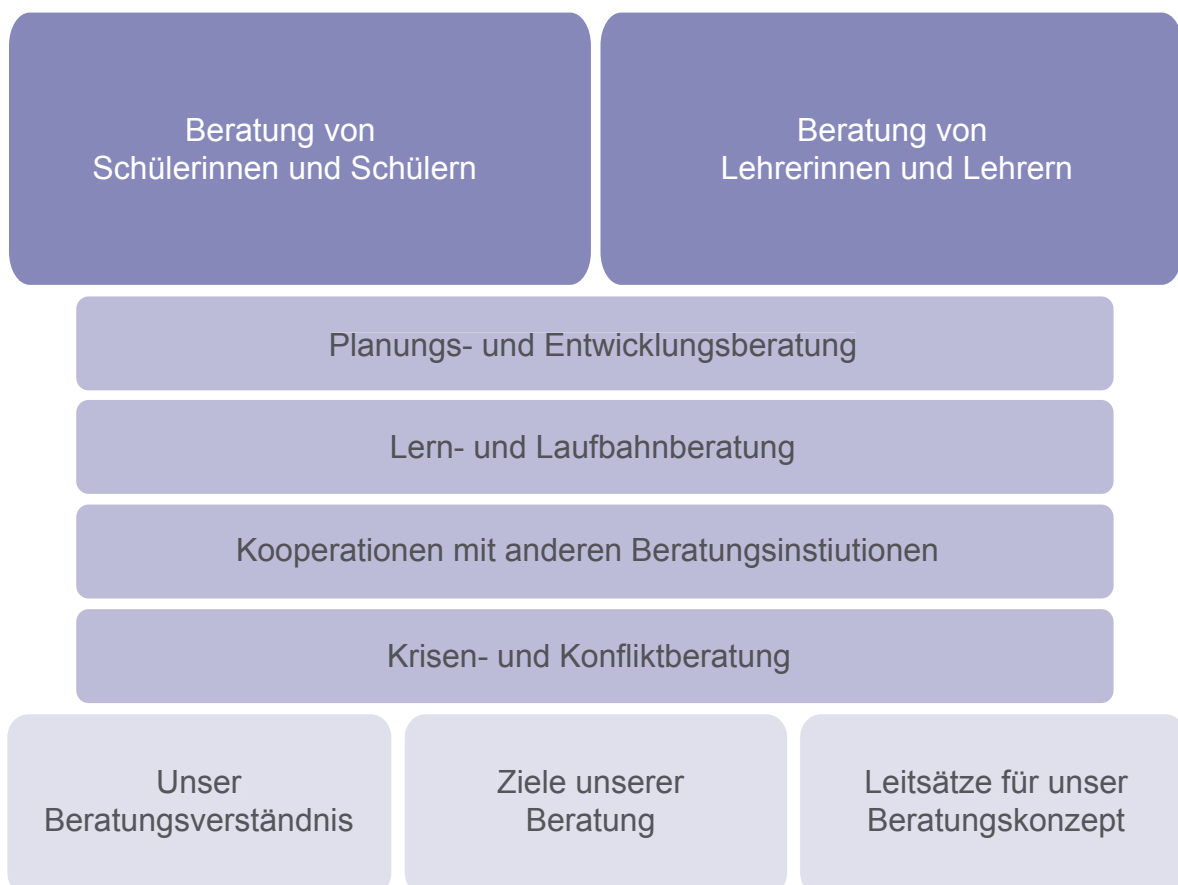 Beratung von
Schülerinnen und Schülern
Beratung von
Lehrerinnen und Lehrern
Planungs- und Entwicklungsberatung
Lern- und Laufbahnberatung
Kooperationen mit anderen Beratungsinstiutionen
Krisen- und Konfliktberatung
Unser
Beratungsverständnis
Ziele unserer
Beratung
Leitsätze für unser
Beratungskonzept